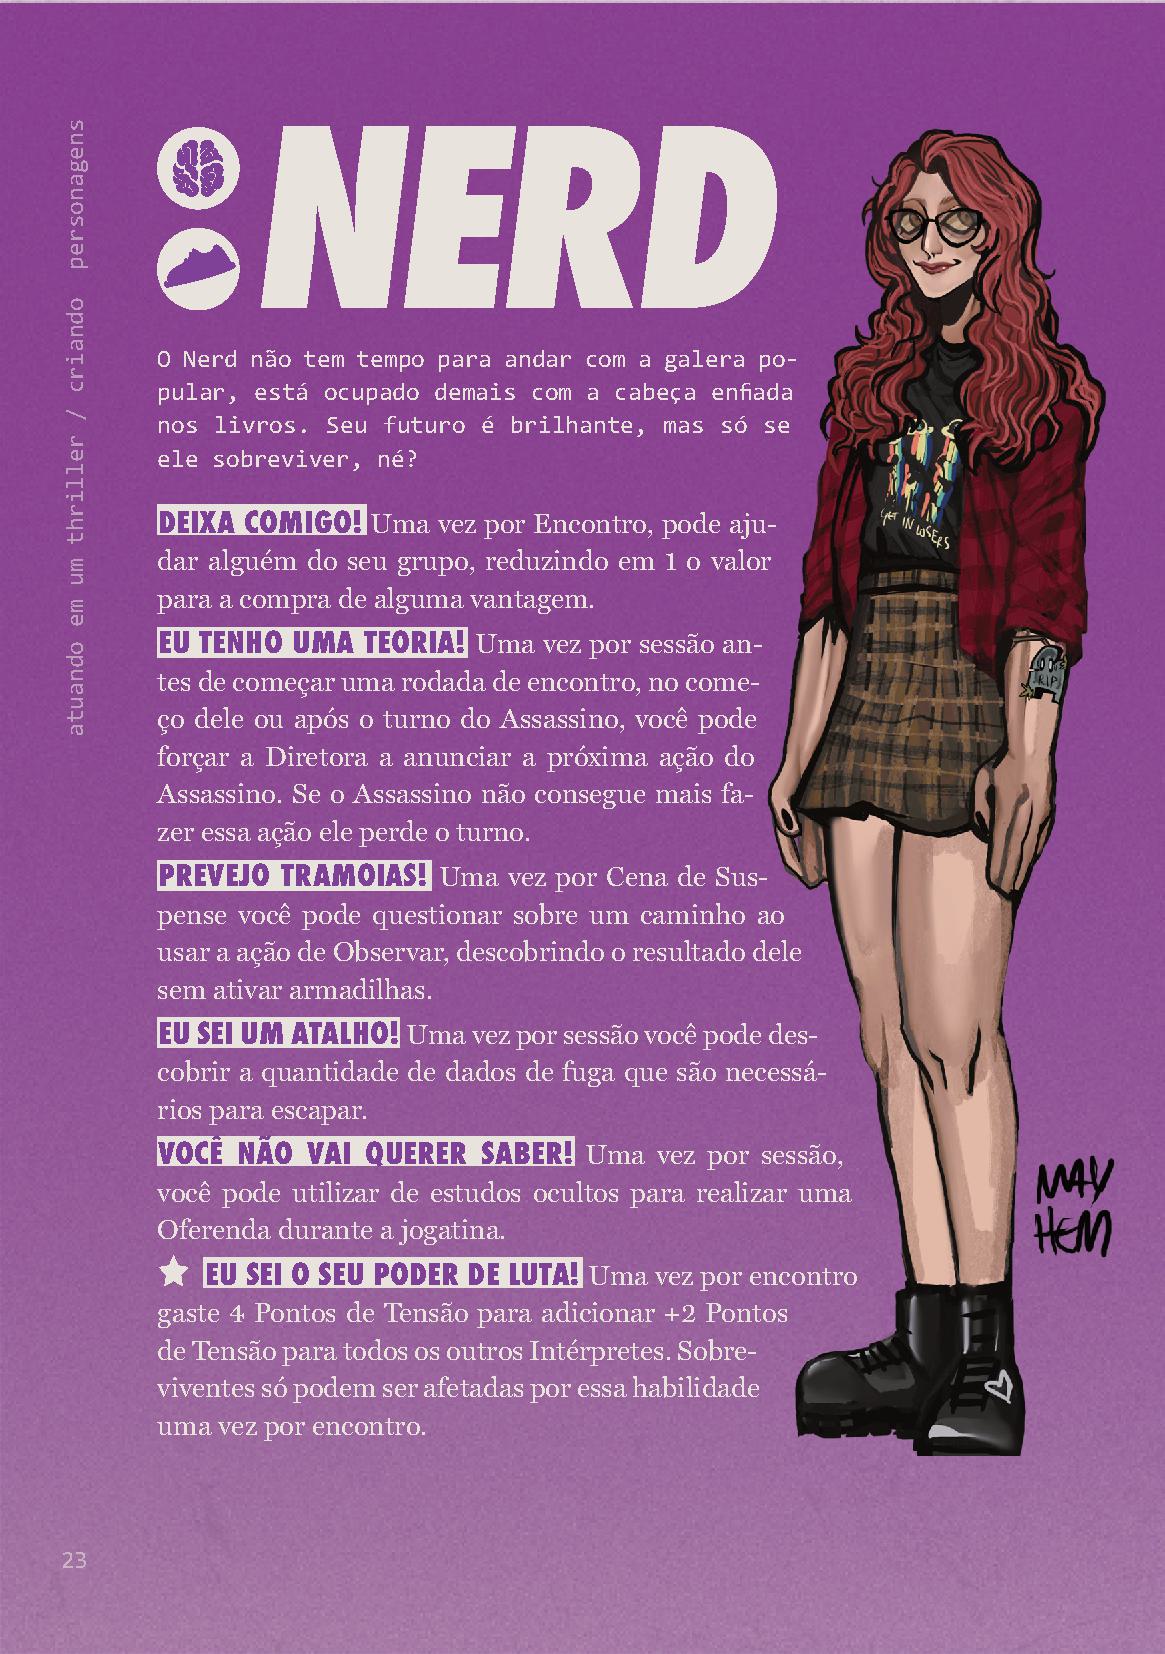 atuando em um thriller / criando personagens
NERD
O Nerd não tem tempo para andar com a galera po-
pular, está ocupado demais com a cabeça enfiada
nos livros. Seu futuro é brilhante, mas só se
ele sobreviver, né?
DEIXA COMIGO! Uma vez por Encontro, pode aju-
dar alguém do seu grupo, reduzindo em 1 o valor
para a compra de alguma vantagem.
EU TENHO UMA TEORIA! Uma vez por sessão an-
tes de começar uma rodada de encontro, no come-
ço dele ou após o turno do Assassino, você pode
forçar a Diretora a anunciar a próxima ação do
Assassino. Se o Assassino não consegue mais fa-
zer essa ação ele perde o turno.
PREVEJO TRAMOIAS! Uma vez por Cena de Sus-
pense você pode questionar sobre um caminho ao
usar a ação de Observar, descobrindo o resultado dele
sem ativar armadilhas.
EU SEI UM ATALHO! Uma vez por sessão você pode des-
cobrir a quantidade de dados de fuga que são necessá-
rios para escapar.
VOCÊ NÃO VAI QUERER SABER! Uma vez por sessão,
você pode utilizar de estudos ocultos para realizar uma
Oferenda durante a jogatina.
EU SEI O SEU PODER DE LUTA! Uma vez por encontro
gaste 4 Pontos de Tensão para adicionar +2 Pontos
de Tensão para todos os outros Intérpretes. Sobre-
viventes só podem ser afetadas por essa habilidade
uma vez por encontro.
GET IN LOSERS
RIP
MAY
HEM
23